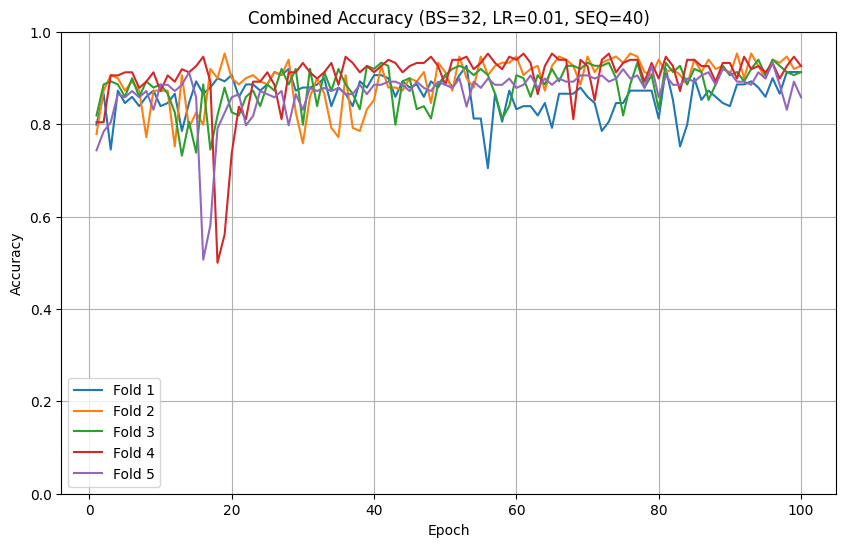 Combined Accuracy (BS=32, LR=0.01, SEQ=40)
1.0
0.8
0.6
0.4
0.2
0.0
Accuracy
Fold 1
Fold 2
Fold 3
Fold 4
Fold 5
0 20 40 60 80 100
Epoch